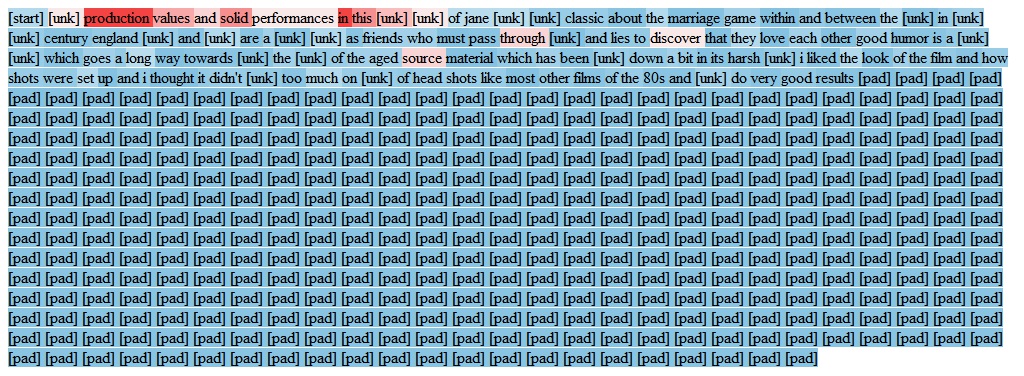 [start] [unk] production values and solid performances in this [unk] [unk] of jane [unk] [unk] classic about the marriage game within and between the [unk] in [unk]
[unk] century england [unk] and [unk] are a [unk] [unk] as friends who must pass through [unk] and lies to discover that they love each other good humor is a [unk]
[unk] which goes a long way towards [unk] the [unk] of the aged source material which has been [unk] down a bit in its harsh [unk] i liked the look of the film and how
shots were set up and i thought it didn't [unk] too much on [unk] of head shots like most other films of the 80s and [unk] do very good results [pad] [pad] [pad] [pad]
[pad] [pad] [pad] [pad] [pad] [pad] [pad] [pad] [pad] [pad] [pad] [pad] [pad] [pad] [pad] [pad] [pad] [pad] [pad] [pad] [pad] [pad] [pad] [pad] [pad] [pad] [pad]
[pad] [pad] [pad] [pad] [pad] [pad] [pad] [pad] [pad] [pad] [pad] [pad] [pad] [pad] [pad] [pad] [pad] [pad] [pad] [pad] [pad] [pad] [pad] [pad] [pad] [pad] [pad]
[pad] [pad] [pad] [pad] [pad] [pad] [pad] [pad] [pad] [pad] [pad] [pad] [pad] [pad] [pad] [pad] [pad] [pad] [pad] [pad] [pad] [pad] [pad] [pad] [pad] [pad] [pad]
[pad] [pad] [pad] [pad] [pad] [pad] [pad] [pad] [pad] [pad] [pad] [pad] [pad] [pad] [pad] [pad] [pad] [pad] [pad] [pad] [pad] [pad] [pad] [pad] [pad] [pad] [pad]
[pad] [pad] [pad] [pad] [pad] [pad] [pad] [pad] [pad] [pad] [pad] [pad] [pad] [pad] [pad] [pad] [pad] [pad] [pad] [pad] [pad] [pad] [pad] [pad] [pad] [pad] [pad]
[pad] [pad] [pad] [pad] [pad] [pad] [pad] [pad] [pad] [pad] [pad] [pad] [pad] [pad] [pad] [pad] [pad] [pad] [pad] [pad] [pad] [pad] [pad] [pad] [pad] [pad] [pad]
[pad] [pad] [pad] [pad] [pad] [pad] [pad] [pad] [pad] [pad] [pad] [pad] [pad] [pad] [pad] [pad] [pad] [pad] [pad] [pad] [pad] [pad] [pad] [pad] [pad] [pad] [pad]
[pad] [pad] [pad] [pad] [pad] [pad] [pad] [pad] [pad] [pad] [pad] [pad] [pad] [pad] [pad] [pad] [pad] [pad] [pad] [pad] [pad] [pad] [pad] [pad] [pad] [pad] [pad]
[pad] [pad] [pad] [pad] [pad] [pad] [pad] [pad] [pad] [pad] [pad] [pad] [pad] [pad] [pad] [pad] [pad] [pad] [pad] [pad] [pad] [pad] [pad] [pad] [pad] [pad] [pad]
[pad] [pad] [pad] [pad] [pad] [pad] [pad] [pad] [pad] [pad] [pad] [pad] [pad] [pad] [pad] [pad] [pad] [pad] [pad] [pad] [pad] [pad] [pad] [pad] [pad] [pad] [pad]
[pad] [pad] [pad] [pad] [pad] [pad] [pad] [pad] [pad] [pad] [pad] [pad] [pad] [pad] [pad] [pad] [pad] [pad] [pad] [pad] [pad] [pad] [pad] [pad] [pad] [pad] [pad]
[pad] [pad] [pad] [pad] [pad] [pad] [pad] [pad] [pad] [pad] [pad] [pad] [pad] [pad] [pad] [pad] [pad] [pad] [pad] [pad] [pad] [pad] [pad] [pad] [pad] [pad] [pad]
[pad] [pad] [pad] [pad] [pad] [pad] [pad] [pad] [pad] [pad] [pad] [pad] [pad] [pad] [pad] [pad] [pad] [pad] [pad] [pad] [pad] [pad] [pad] [pad] [pad] [pad] [pad]
[pad] [pad] [pad] [pad] [pad] [pad] [pad] [pad] [pad] [pad] [pad] [pad] [pad] [pad] [pad] [pad] [pad] [pad] [pad] [pad] [pad] [pad]